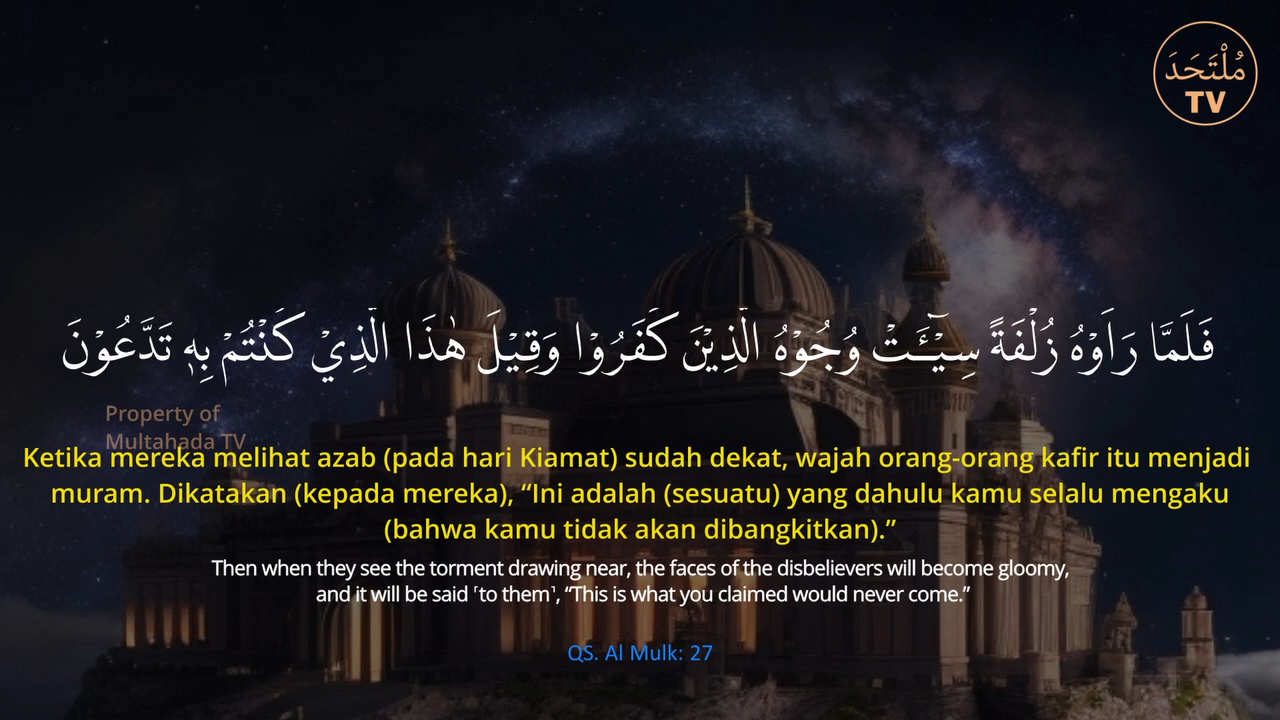 مُلْتَحَدَ
TV
فَلَمَّا رَاَوْهُ زُلْفَةً سِيْۤـَٔتْ وُجُوْهُ الَّذِيْنَ كَفَرُوْا وَقِيْلَ هٰذَا الَّذِيْ كُنْتُمْ بِهٖ تَدَّعُوْنَ
Property of
Multahada TV
Ketika mereka melihat azab (pada hari Kiamat) sudah dekat, wajah orang-orang kafir itu menjadi
muram. Dikatakan (kepada mereka), “Ini adalah (sesuatu) yang dahulu kamu selalu mengaku
(bahwa kamu tidak akan dibangkitkan).”
Then when they see the torment drawing near, the faces of the disbelievers will become gloomy,
and it will be said ˹to them˺, “This is what you claimed would never come.”
QS. Al Mulk: 27